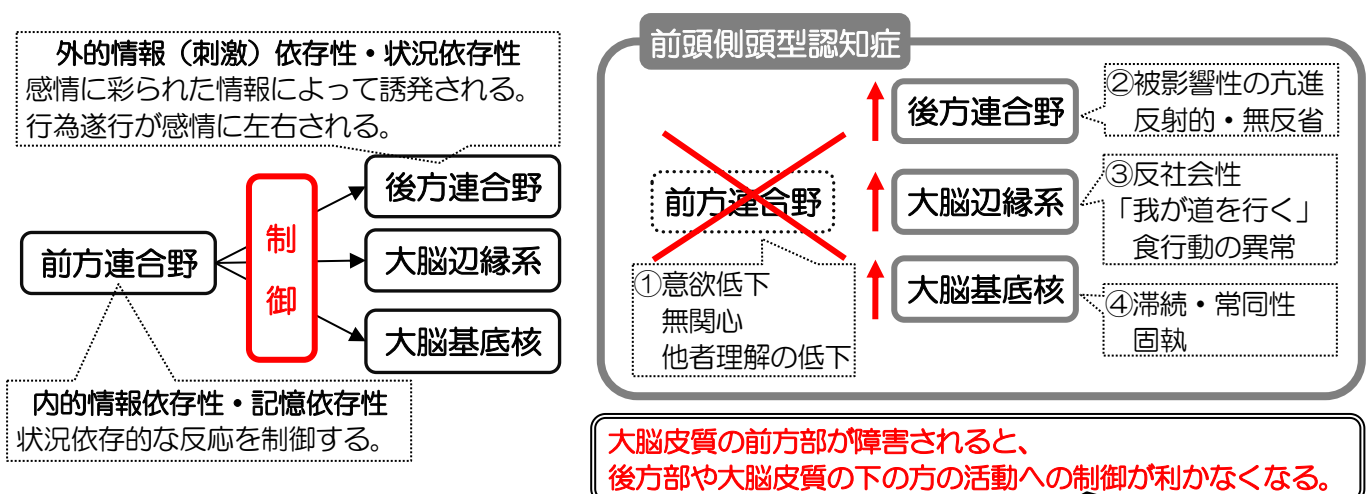 外的情報（刺激）依存性・状況依存性
感情に彩られた情報によって誘発される。
行為遂行が感情に左右される。
前方連合野
制
御
後方連合野
大脳辺縁系
大脳基底核
内的情報依存性・記憶依存性
状況依存的な反応を制御する。
前頭側頭型認知症
前方連合野
①意欲低下
無関心
他者理解の低下
後方連合野
②被影響性の亢進
反射的・無反省
大脳辺縁系
③反社会性
「我が道を行く」
食行動の異常
大脳基底核
④滞続・常同性
固執
大脳皮質の前方部が障害されると、
後方部や大脳皮質の下の方の活動への制御が利かなくなる。